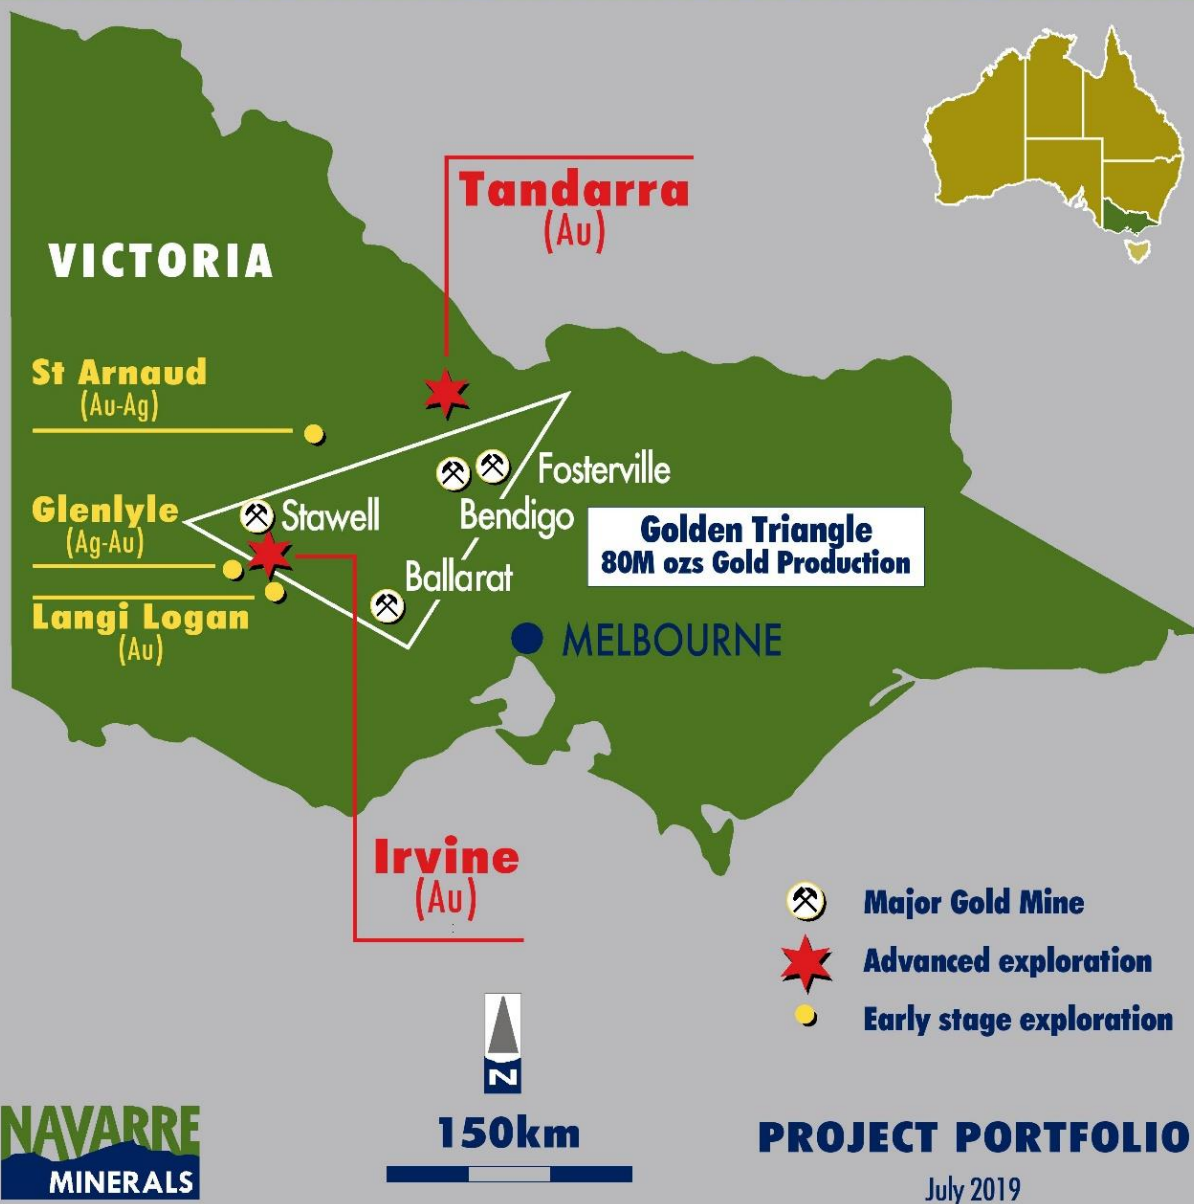 Tandarra
(Au)
VICTORIA
St Arnaud
(Au-Ag)
Fosterville
Glenlyle
(Ag-Au)
Stawell
Bendigo
Golden Triangle
80M ozs Gold Production
Ballarat
Langi Logan
(Au)
MELBOURNE
Irvine
(Au)
Major Gold Mine
Advanced exploration
Early stage exploration
N
150km
NAVARRE
MINERALS
PROJECT PORTFOLIO
July 2019